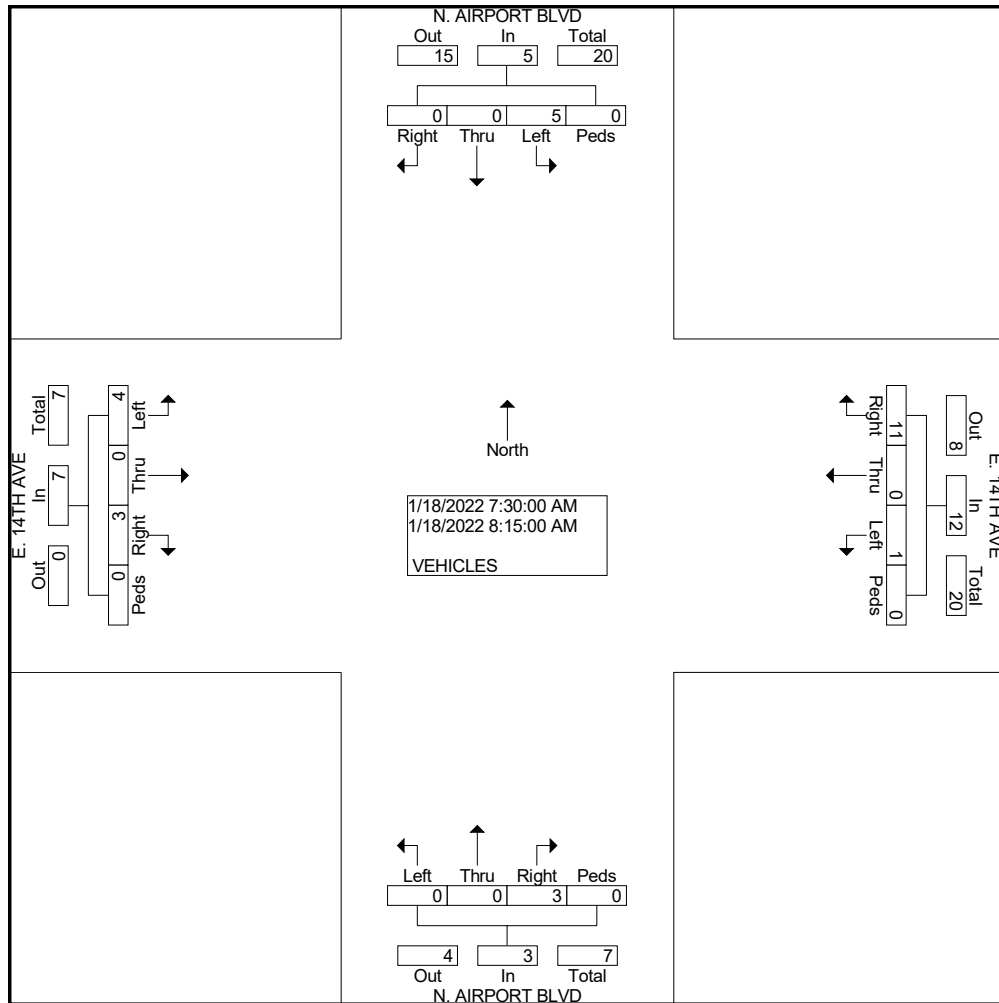 N. AIRPORT BLVD
Out In Total
15 5 20
0 0 5 0
Right Thru Left Peds
E. 14TH AVE
Total In Out
7 7 0
4 0 3 0
Left Thru Right Peds
North
1/18/2022 7:30:00 AM
1/18/2022 8:15:00 AM
VEHICLES
Right Thru Left Peds
11 0 1 0
8 12 20
Out In Total
E. 14TH AVE
Left Thru Right Peds
0 0 3 0
4 3 7
Out In Total
N. AIRPORT BLVD